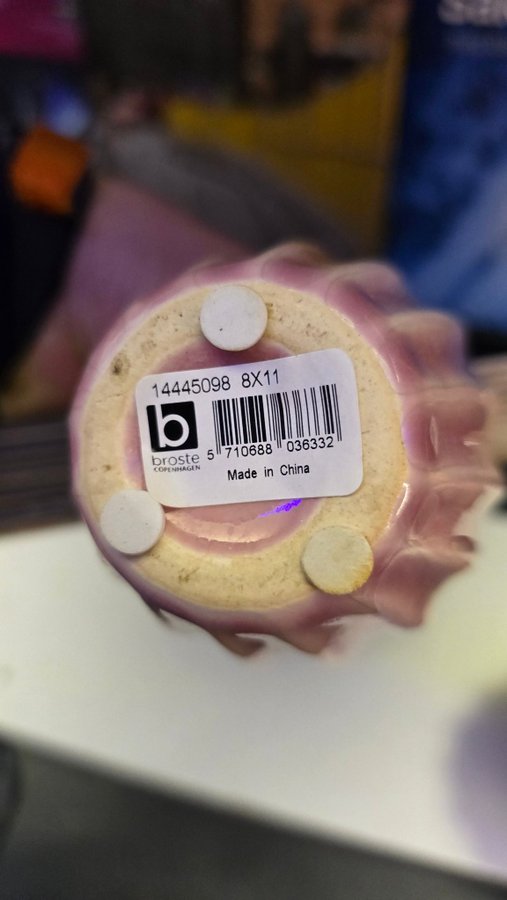 14445098 8X11
b
broste
COPENHAGEN
5 710688 036332
Made in China